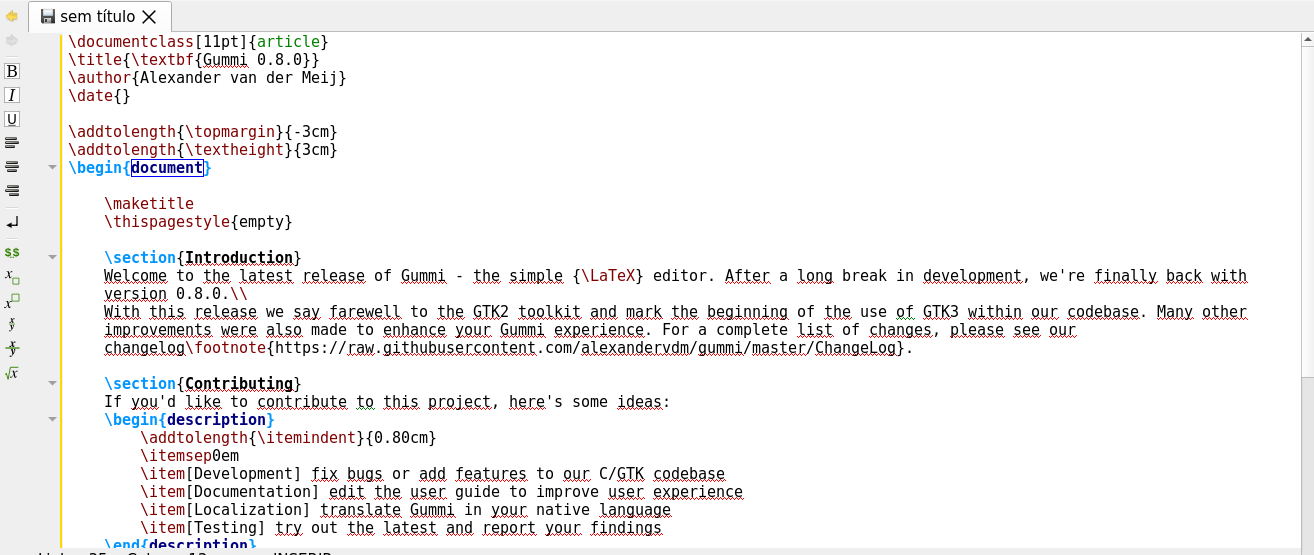 sem título
\documentclass[11pt]{article}
\title{\textbf{Gummi 0.8.0}}
\author{Alexander van der Meij}
\date{}
\addtolength{\topmargin}{-3cm}
\addtolength{\textheight}{3cm}
\begin{document}
\maketitle
\thispagestyle{empty}
\section{Introduction}
Welcome to the latest release of Gummi - the simple {\LaTeX} editor. After a long break in development, we're finally back with
version 0.8.0.\\
With this release we say farewell to the GTK2 toolkit and mark the beginning of the use of GTK3 within our codebase. Many other
improvements were also made to enhance your Gummi experience. For a complete list of changes, please see our
changelog\footnote{https://raw.githubusercontent.com/alexandervdm/gummi/master/ChangeLog}.
\section{Contributing}
If you'd like to contribute to this project, here's some ideas:
\begin{description}
\addtolength{\itemindent}{0.80cm}
\itemsep0em
\item[Development] fix bugs or add features to our C/GTK codebase
\item[Documentation] edit the user guide to improve user experience
\item[Localization] translate Gummi in your native language
\item[Testing] try out the latest and report your findings
\end{description}